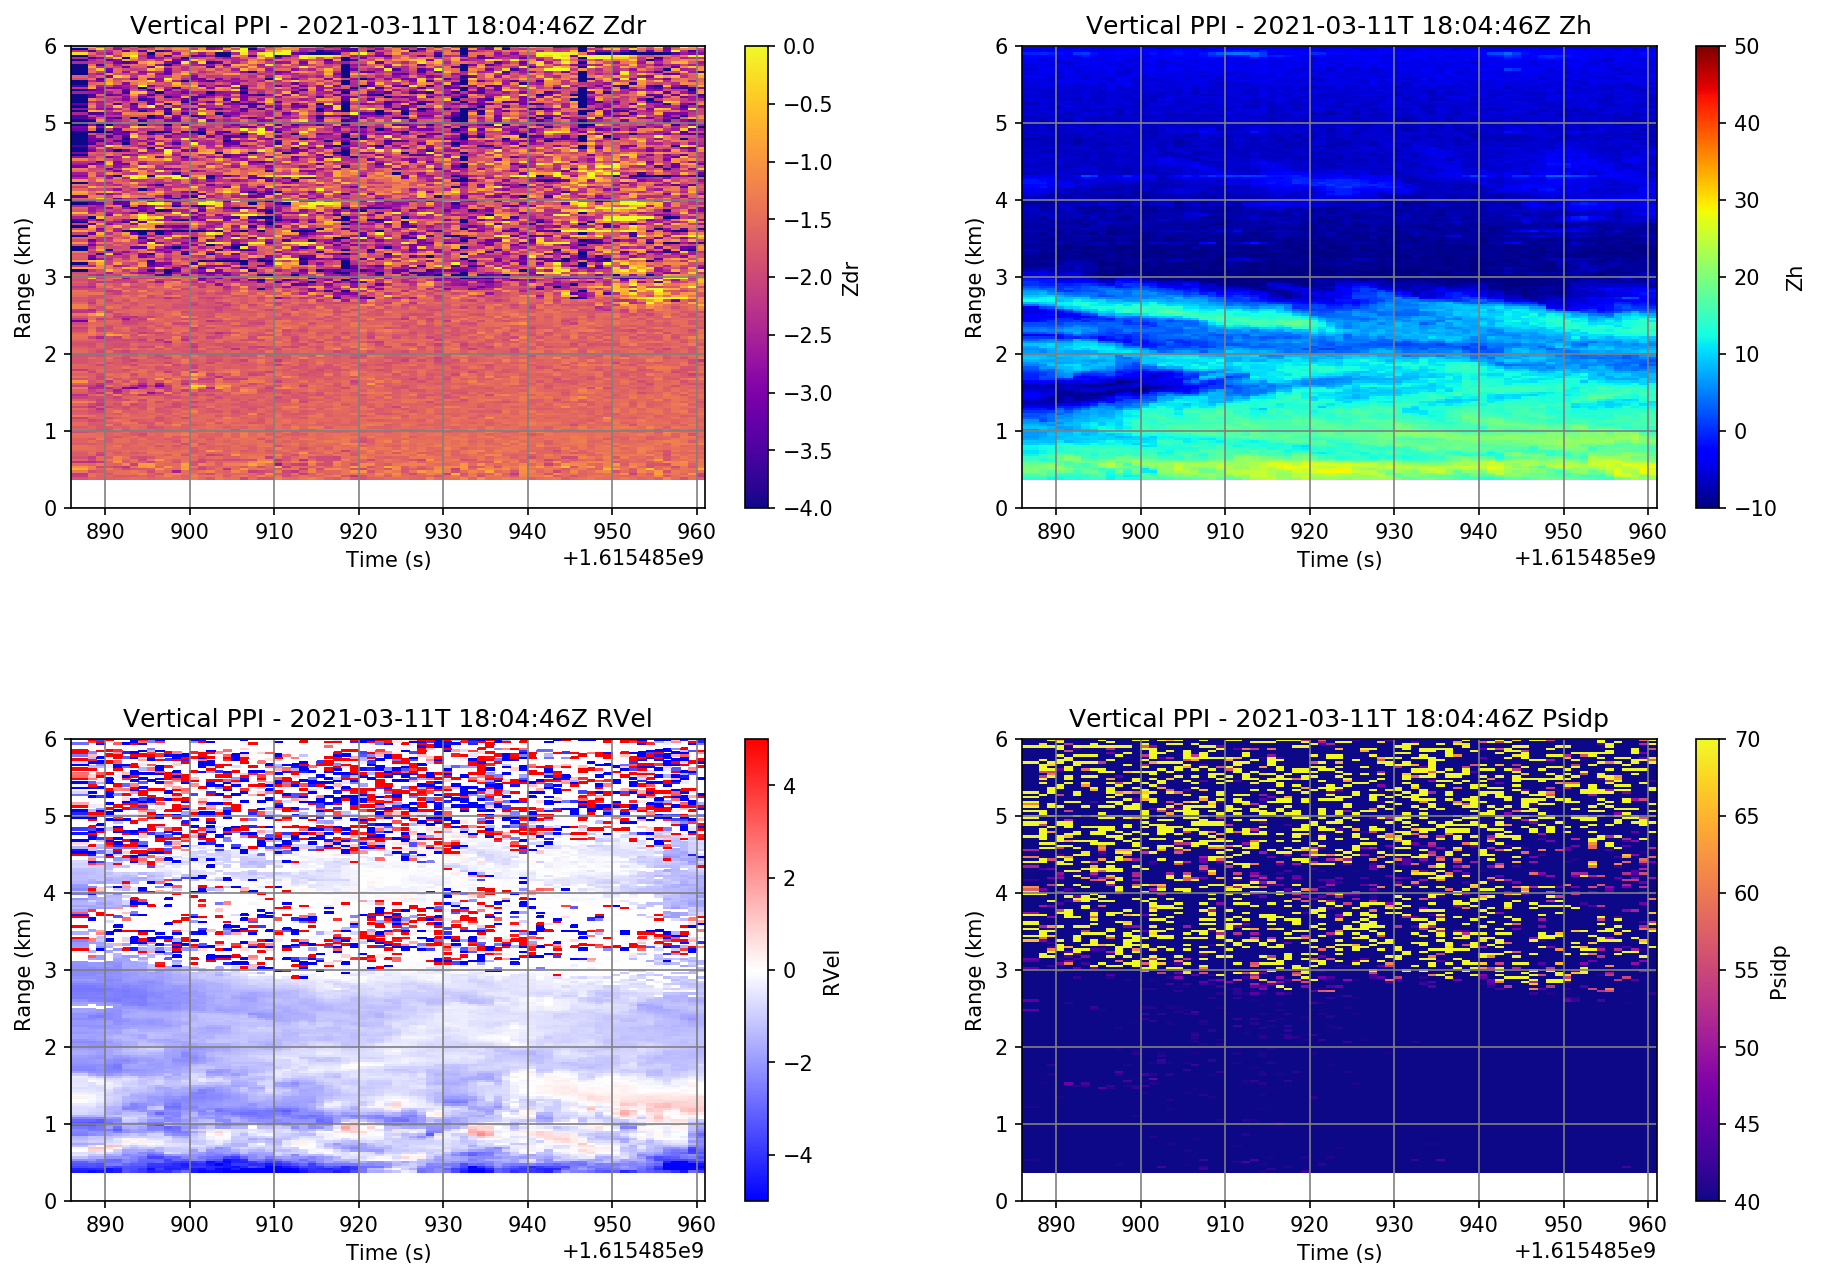 Vertical PPI - 2021-03-11T 18:04:46Z Zdr
6
5
4
3
2
1
0
Range (km)
890 900 910 920 930 940 950 960
Time (s)
+1.615485e9
0.0
−0.5
−1.0
−1.5
−2.0
−2.5
−3.0
−3.5
−4.0
Zdr
Vertical PPI - 2021-03-11T 18:04:46Z Zh
6
5
4
3
2
1
0
Range (km)
890 900 910 920 930 940 950 960
Time (s)
+1.615485e9
50
40
30
20
10
0
−10
Zh
Vertical PPI - 2021-03-11T 18:04:46Z RVel
6
5
4
3
2
1
0
Range (km)
890 900 910 920 930 940 950 960
Time (s)
+1.615485e9
4
2
0
−2
−4
RVel
Vertical PPI - 2021-03-11T 18:04:46Z Psidp
6
5
4
3
2
1
0
Range (km)
890 900 910 920 930 940 950 960
Time (s)
+1.615485e9
70
65
60
55
50
45
40
Psidp